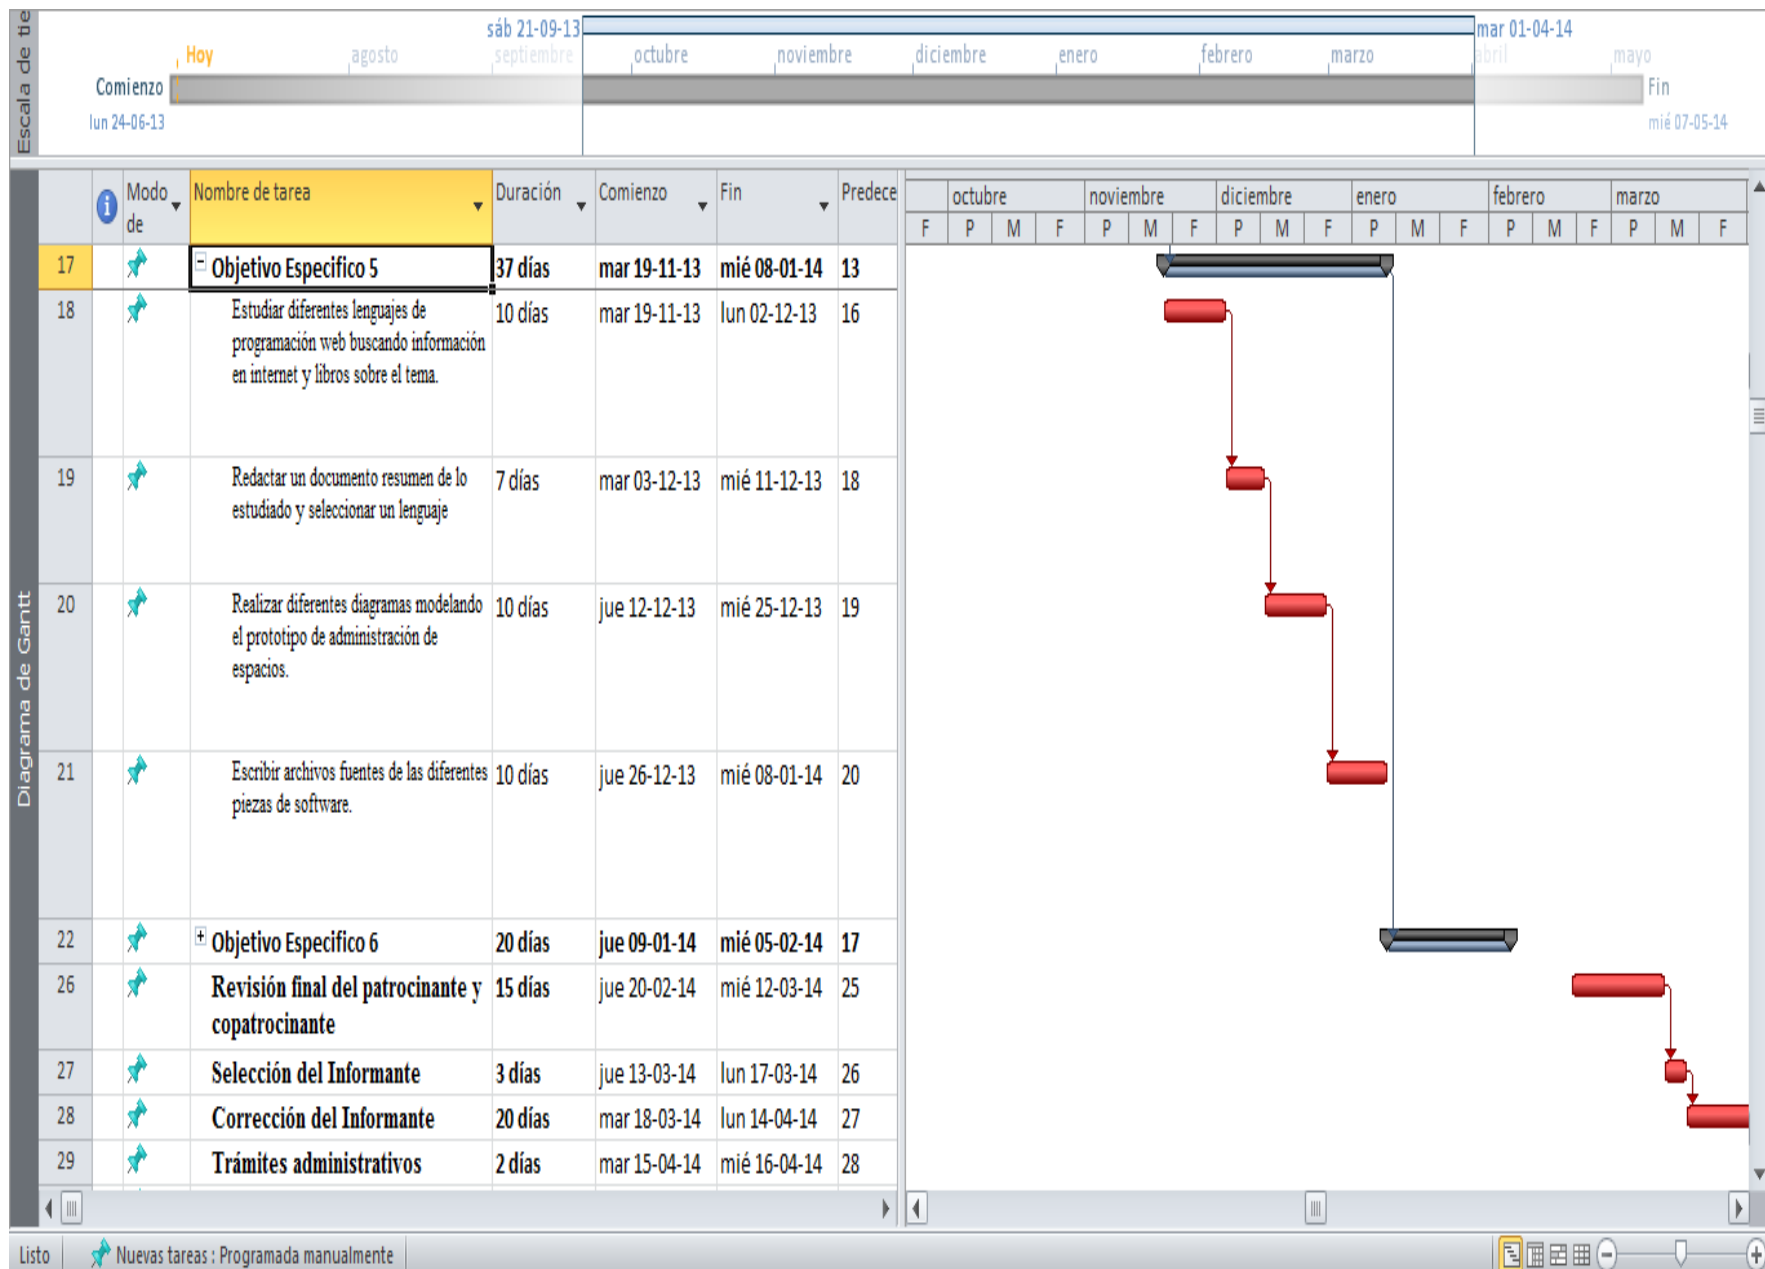 Escala de tie
sáb 21-09-13
mar 01-04-14
Hoy
agosto
septiembre
octubre
noviembre
diciembre
enero
febrero
marzo
abril
mayo
Comienzo
Fin
lun 24-06-13
mié 07-05-14
Diagrama de Gantt
Modo de
Nombre de tarea
Duración
Comienzo
Fin
Predece
octubre noviembre diciembre enero febrero marzo
F P M F P M F P M F P M F P M F P M F
17 Objetivo Especifico 5 37 días mar 19-11-13 mié 08-01-14 13
18 Estudiar diferentes lenguajes de 10 días mar 19-11-13 lun 02-12-13 16
programación web buscando información
en internet y libros sobre el tema.
19 Redactar un documento resumen de lo 7 días mar 03-12-13 mié 11-12-13 18
estudiado y seleccionar un lenguaje
20 Realizar diferentes diagramas modelando 10 días jue 12-12-13 mié 25-12-13 19
el prototipo de administración de
espacios.
21 Escribir archivos fuentes de las diferentes 10 días jue 26-12-13 mié 08-01-14 20
piezas de software.
22 Objetivo Especifico 6 20 días jue 09-01-14 mié 05-02-14 17
26 Revisión final del patrocinante y 15 días jue 20-02-14 mié 12-03-14 25
copatrocinante
27 Selección del Informante 3 días jue 13-03-14 lun 17-03-14 26
28 Corrección del Informante 20 días mar 18-03-14 lun 14-04-14 27
29 Trámites administrativos 2 días mar 15-04-14 mié 16-04-14 28
Listo
Nuevas tareas : Programada manualmente